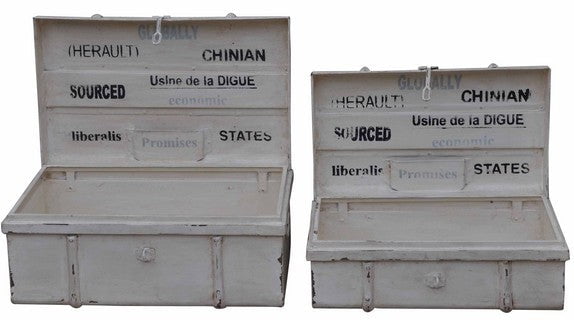 GLOBALLY
(HERAULT) CHINIAN
SOURCED Usine de la DIGUE
economic
liberalis Promises STATES
GLOBALLY
(HERAULT) CHINIAN
SOURCED Usine de la DIGUE
economic
liberalis Promises STATES